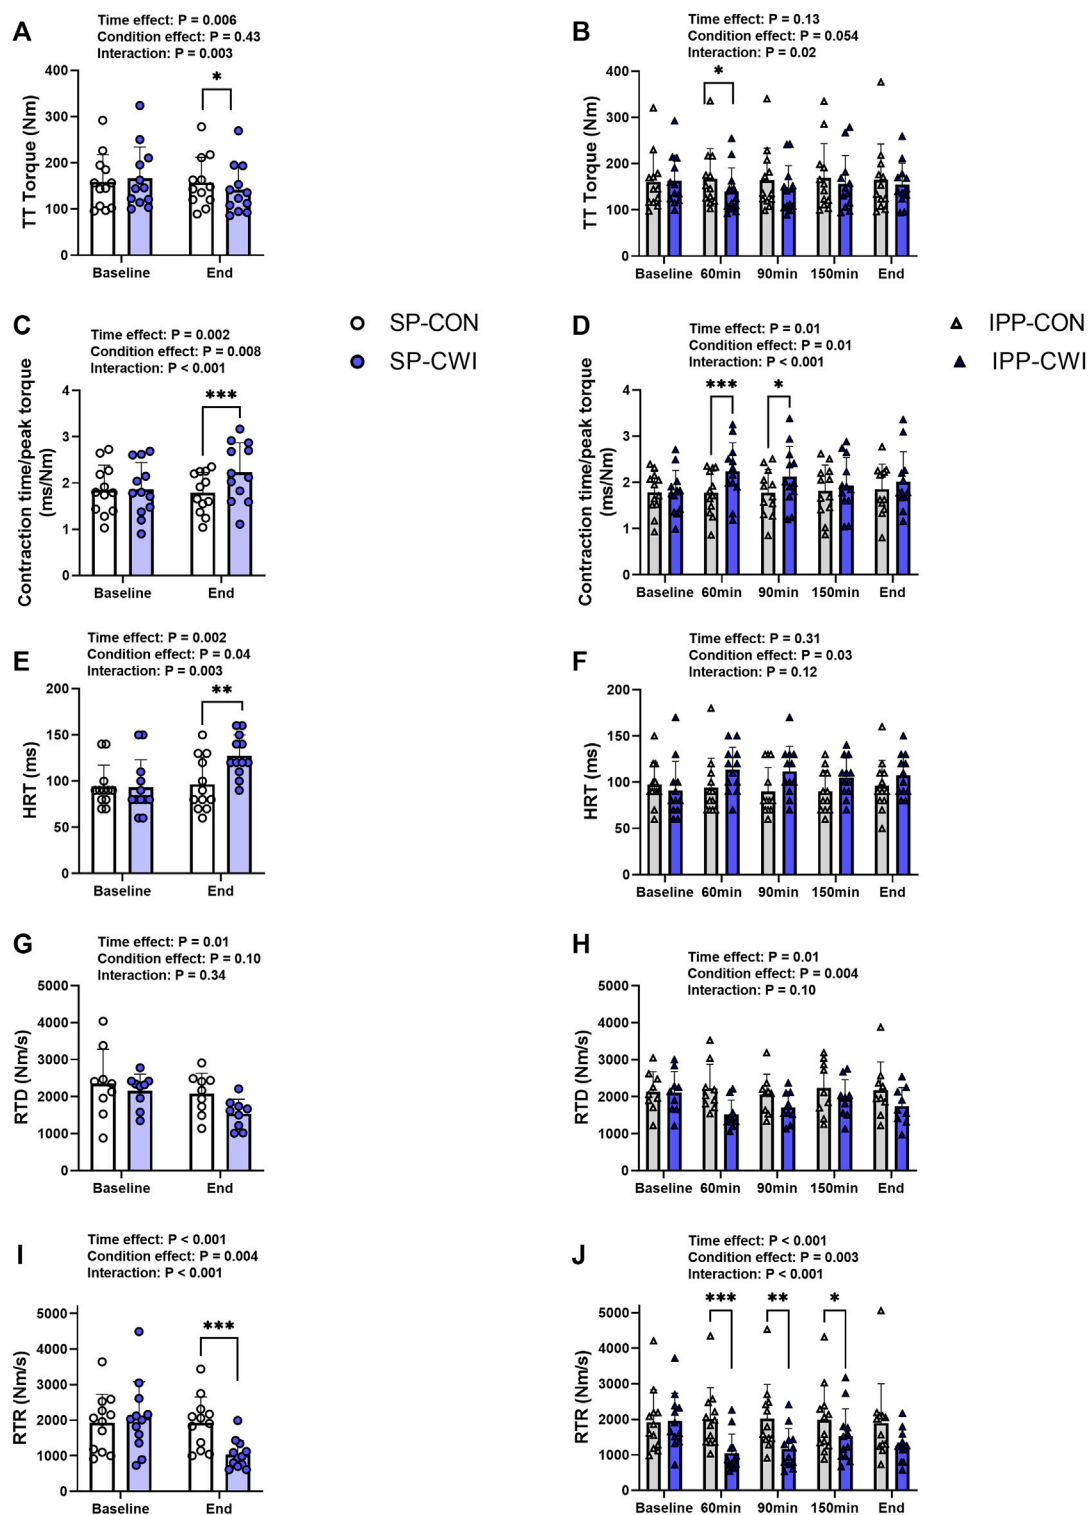 A
Time effect: P = 0.006
Condition effect: P = 0.43
Interaction: P = 0.003
*
TT Torque (Nm)
400
300
200
100
0
Baseline
End
B
Time effect: P = 0.13
Condition effect: P = 0.054
Interaction: P = 0.02
*
TT Torque (Nm)
400
300
200
100
0
Baseline
60min
90min
150min
End
C
Time effect: P = 0.002
Condition effect: P = 0.008
Interaction: P < 0.001
***
Contraction time/peak torque
(ms/Nm)
4
3
2
1
0
Baseline
End
SP-CON
SP-CWI
D
Time effect: P = 0.01
Condition effect: P = 0.01
Interaction: P < 0.001
***
*
Contraction time/peak torque
(ms/Nm)
4
3
2
1
0
Baseline
60min
90min
150min
End
IPP-CON
IPP-CWI
E
Time effect: P = 0.002
Condition effect: P = 0.04
Interaction: P = 0.003
**
HRT (ms)
200
150
100
50
0
Baseline
End
F
Time effect: P = 0.31
Condition effect: P = 0.03
Interaction: P = 0.12
HRT (ms)
200
150
100
50
0
Baseline
60min
90min
150min
End
G
Time effect: P = 0.01
Condition effect: P = 0.10
Interaction: P = 0.34
RTD (Nm/s)
5000
4000
3000
2000
1000
0
Baseline
End
H
Time effect: P = 0.01
Condition effect: P = 0.004
Interaction: P = 0.10
RTD (Nm/s)
5000
4000
3000
2000
1000
0
Baseline
60min
90min
150min
End
I
Time effect: P < 0.001
Condition effect: P = 0.004
Interaction: P < 0.001
***
RTR (Nm/s)
5000
4000
3000
2000
1000
0
Baseline
End
J
Time effect: P < 0.001
Condition effect: P = 0.003
Interaction: P < 0.001
***
**
*
RTR (Nm/s)
5000
4000
3000
2000
1000
0
Baseline
60min
90min
150min
End